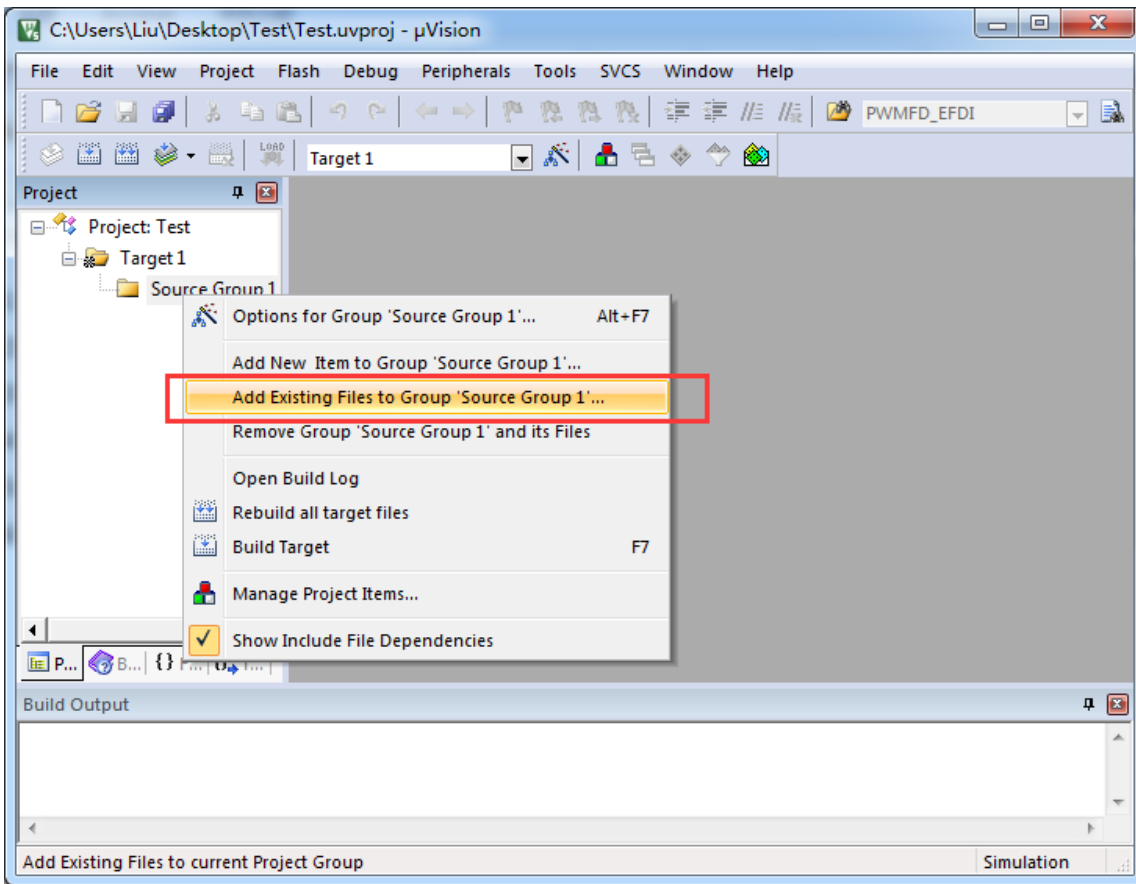 C:\Users\Liu\Desktop\Test\Test.uvproj - µVision
File Edit View Project Flash Debug Peripherals Tools SVCS Window Help
PWMFD_EFDI
LOAD
Target 1
Project
Project: Test
Target 1
Source Group 1
Options for Group 'Source Group 1'... Alt+F7
Add New Item to Group 'Source Group 1'...
Add Existing Files to Group 'Source Group 1'...
Remove Group 'Source Group 1' and its Files
Open Build Log
Rebuild all target files
Build Target F7
Manage Project Items...
Show Include File Dependencies
P... B... {}
Build Output
Add Existing Files to current Project Group Simulation